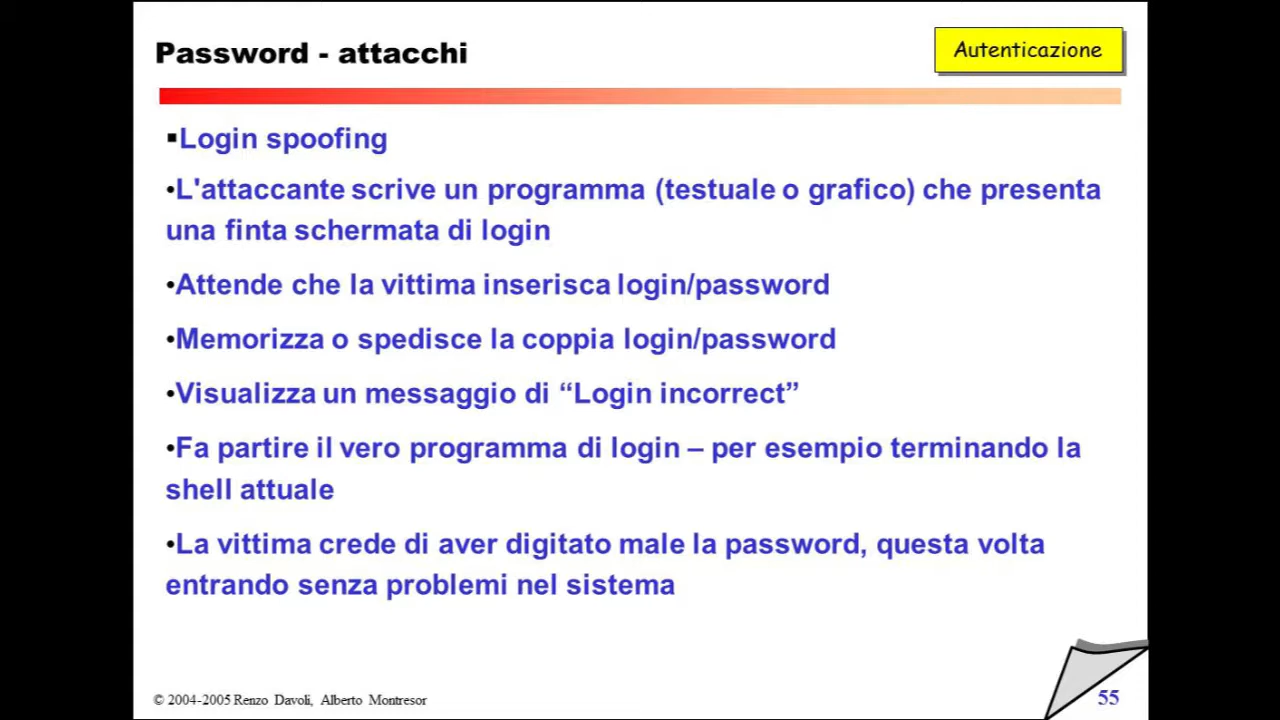 Password - attacchi
Autenticazione
▪Login spoofing
•L'attaccante scrive un programma (testuale o grafico) che presenta
una finta schermata di login
•Attende che la vittima inserisca login/password
•Memorizza o spedisce la coppia login/password
•Visualizza un messaggio di “Login incorrect”
•Fa partire il vero programma di login – per esempio terminando la
shell attuale
•La vittima crede di aver digitato male la password, questa volta
entrando senza problemi nel sistema
© 2004-2005 Renzo Davoli, Alberto Montresor
55